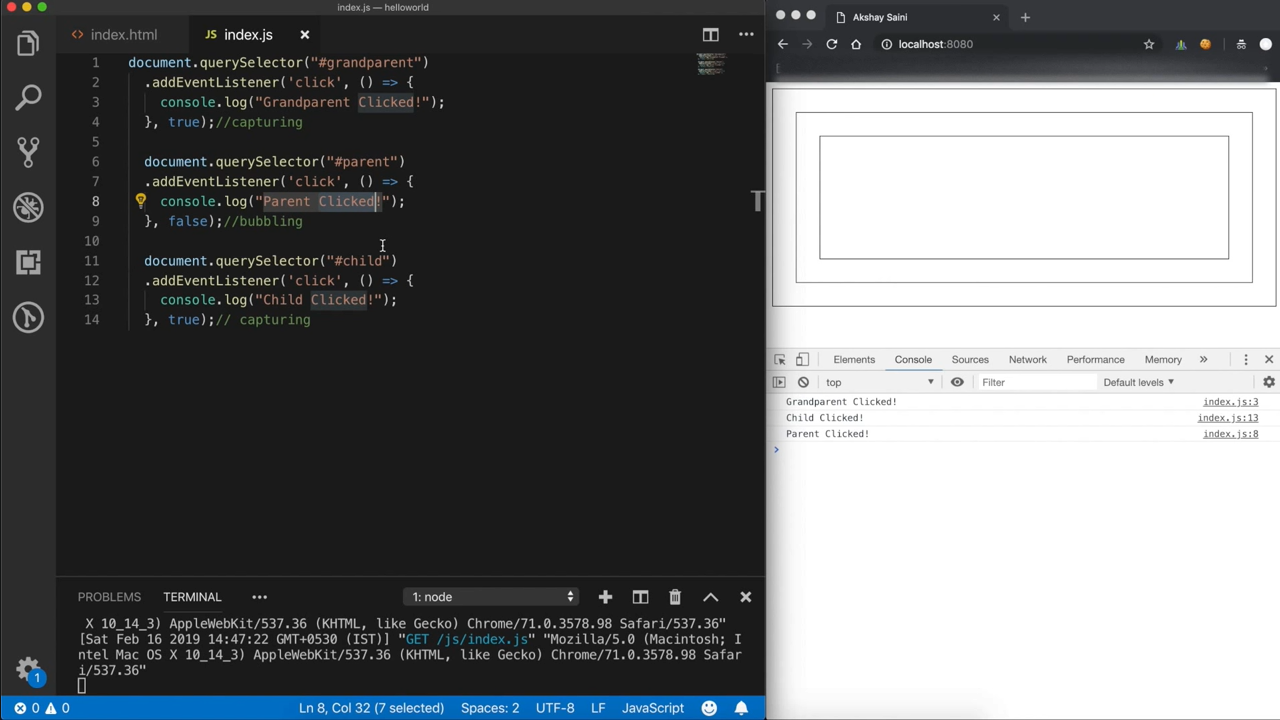 index.js — helloworld
<> index.html
JS index.js
1 document.querySelector("#grandparent")
2 .addEventListener('click', () => {
3 console.log("Grandparent Clicked!");
4 }, true);//capturing
5
6 document.querySelector("#parent")
7 .addEventListener('click', () => {
8 console.log("Parent Clicked!");
9 }, false);//bubbling
10
11 document.querySelector("#child")
12 .addEventListener('click', () => {
13 console.log("Child Clicked!");
14 }, true);// capturing
PROBLEMS TERMINAL ••• 1: node
X 10_14_3) AppleWebKit/537.36 (KHTML, like Gecko) Chrome/71.0.3578.98 Safari/537.36"
[Sat Feb 16 2019 14:47:22 GMT+0530 (IST)] "GET /js/index.js" "Mozilla/5.0 (Macintosh; I
ntel Mac OS X 10_14_3) AppleWebKit/537.36 (KHTML, like Gecko) Chrome/71.0.3578.98 Safar
i/537.36"
1
0 0 Ln 8, Col 32 (7 selected) Spaces: 2 UTF-8 LF JavaScript
T
Akshay Saini
localhost:8080
Elements Console Sources Network Performance Memory »
top Filter Default levels
Grandparent Clicked! index.js:3
Child Clicked! index.js:13
Parent Clicked! index.js:8
>